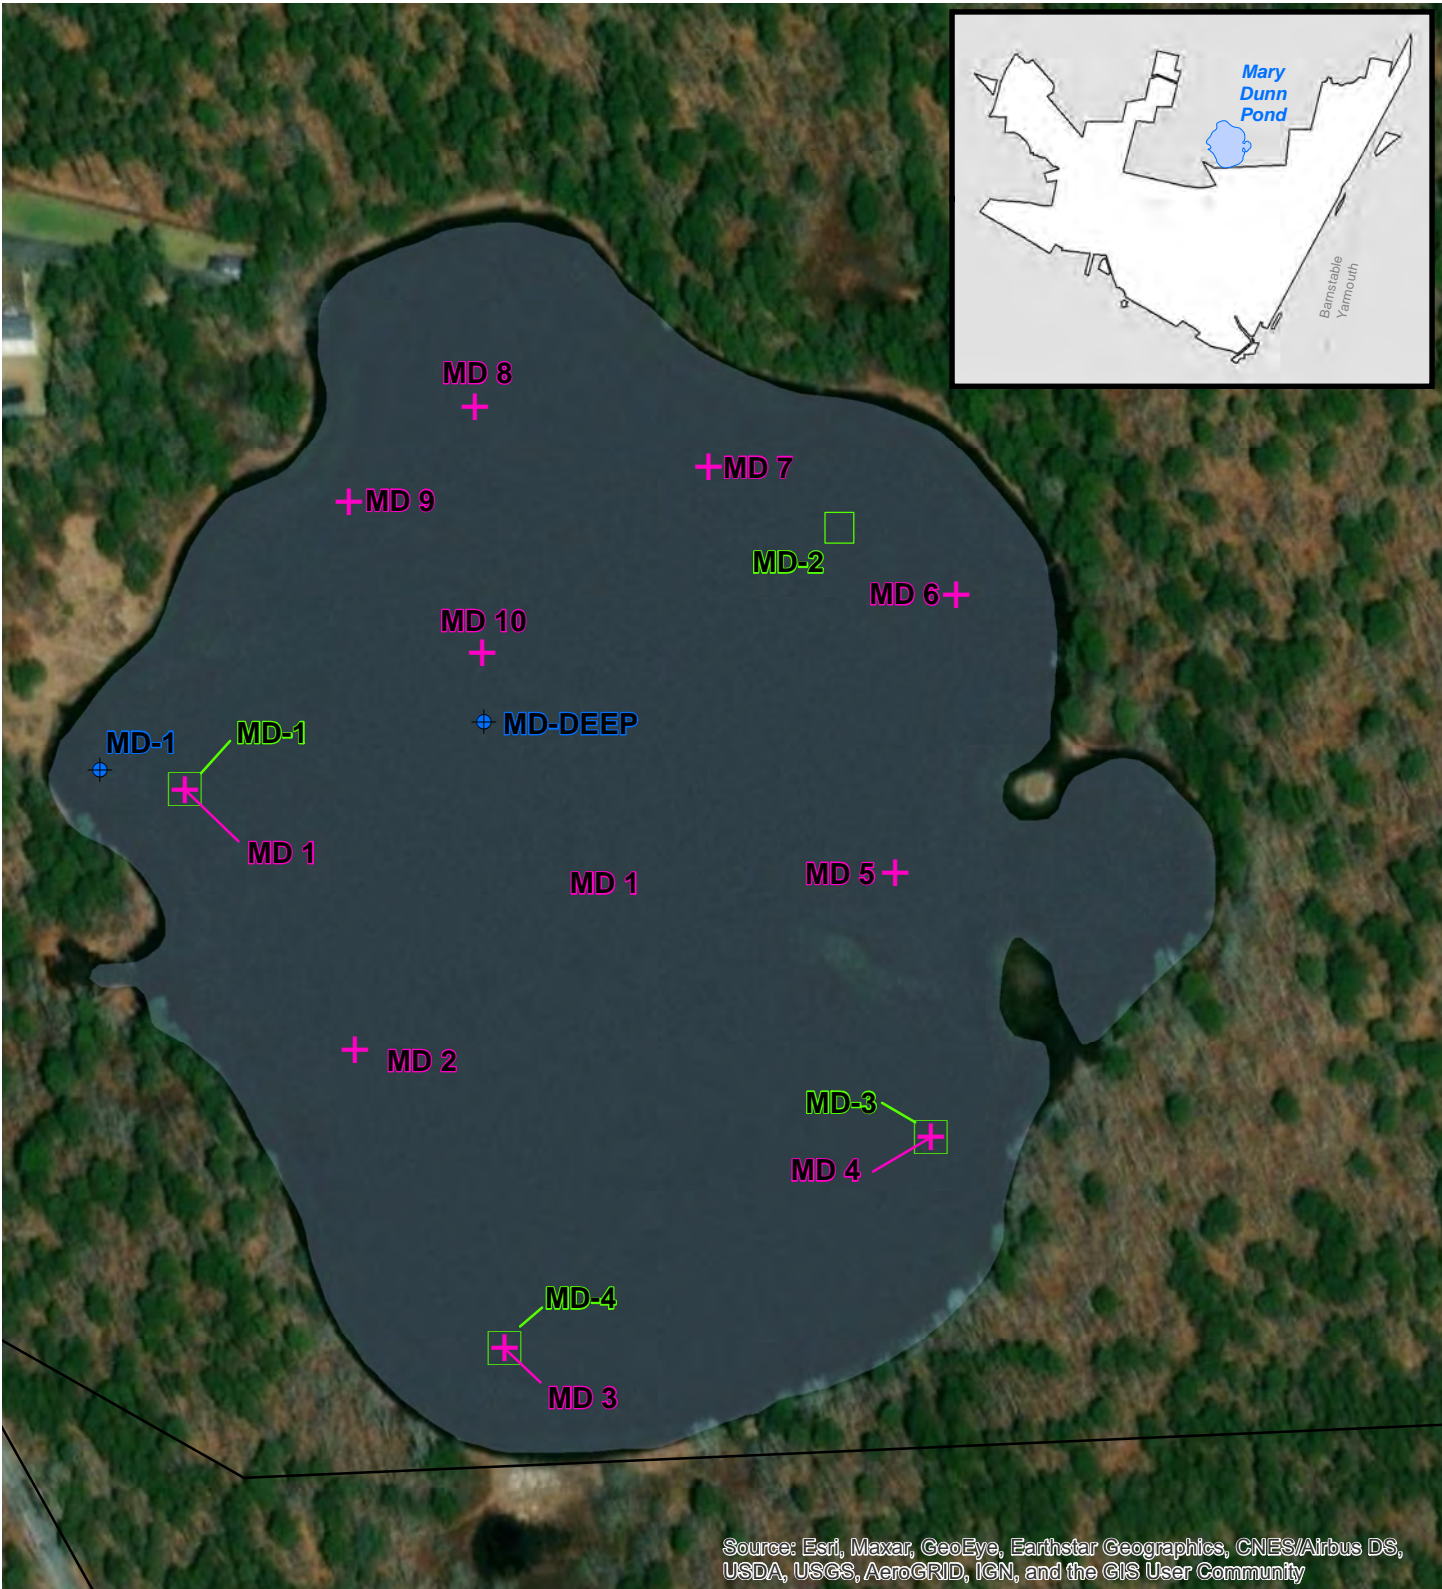 Mary
Dunn
Pond
Barnstable
Yarmouth
MD 8
MD 7
MD 9
MD-2
MD 6
MD 10
MD-DEEP
MD-1
MD-1
MD 1
MD 1
MD 5
MD 2
MD-3
MD 4
MD-4
MD 3
Source: Esri, Maxar, GeoEye, Earthstar Geographics, CNES/Airbus DS,
USDA, USGS, AeroGRID, IGN, and the GIS User Community